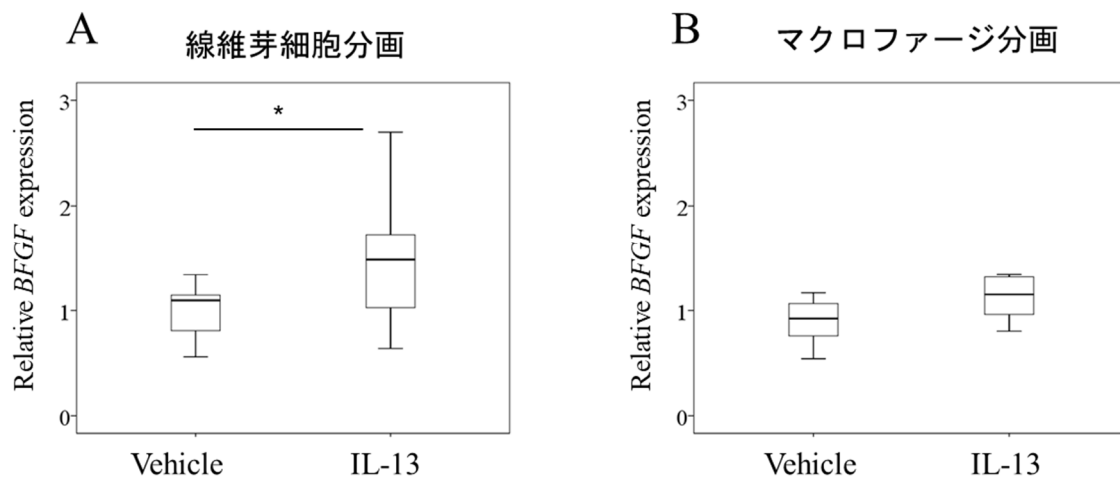 A
線維芽細胞分画
Relative BFGF expression
3
2
1
0
*
Vehicle
IL-13
B
マクロファージ分画
Relative BFGF expression
3
2
1
0
Vehicle
IL-13